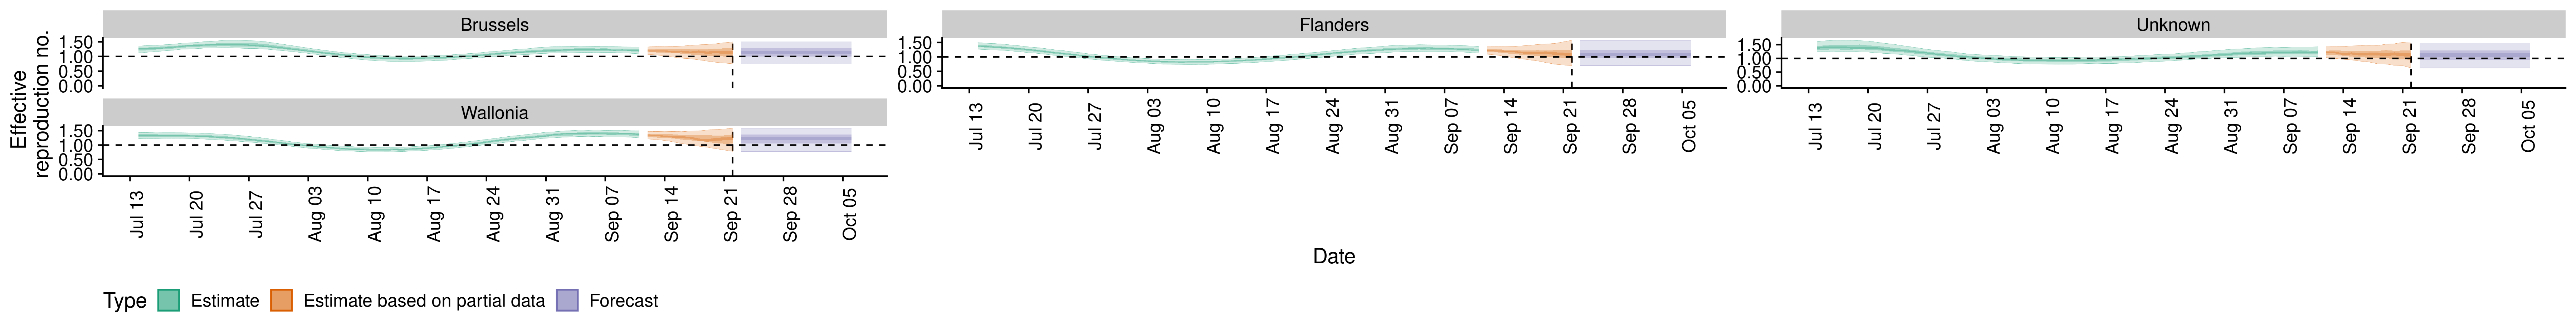 Effective
reproduction no.
Brussels
1.50
1.00
0.50
0.00
Flanders
1.50
1.00
0.50
0.00
Jul 13
Jul 20
Jul 27
Aug 03
Aug 10
Aug 17
Aug 24
Aug 31
Sep 07
Sep 14
Sep 21
Sep 28
Oct 05
Unknown
1.50
1.00
0.50
0.00
Jul 13
Jul 20
Jul 27
Aug 03
Aug 10
Aug 17
Aug 24
Aug 31
Sep 07
Sep 14
Sep 21
Sep 28
Oct 05
Wallonia
1.50
1.00
0.50
0.00
Jul 13
Jul 20
Jul 27
Aug 03
Aug 10
Aug 17
Aug 24
Aug 31
Sep 07
Sep 14
Sep 21
Sep 28
Oct 05
Date
Type Estimate Estimate based on partial data Forecast